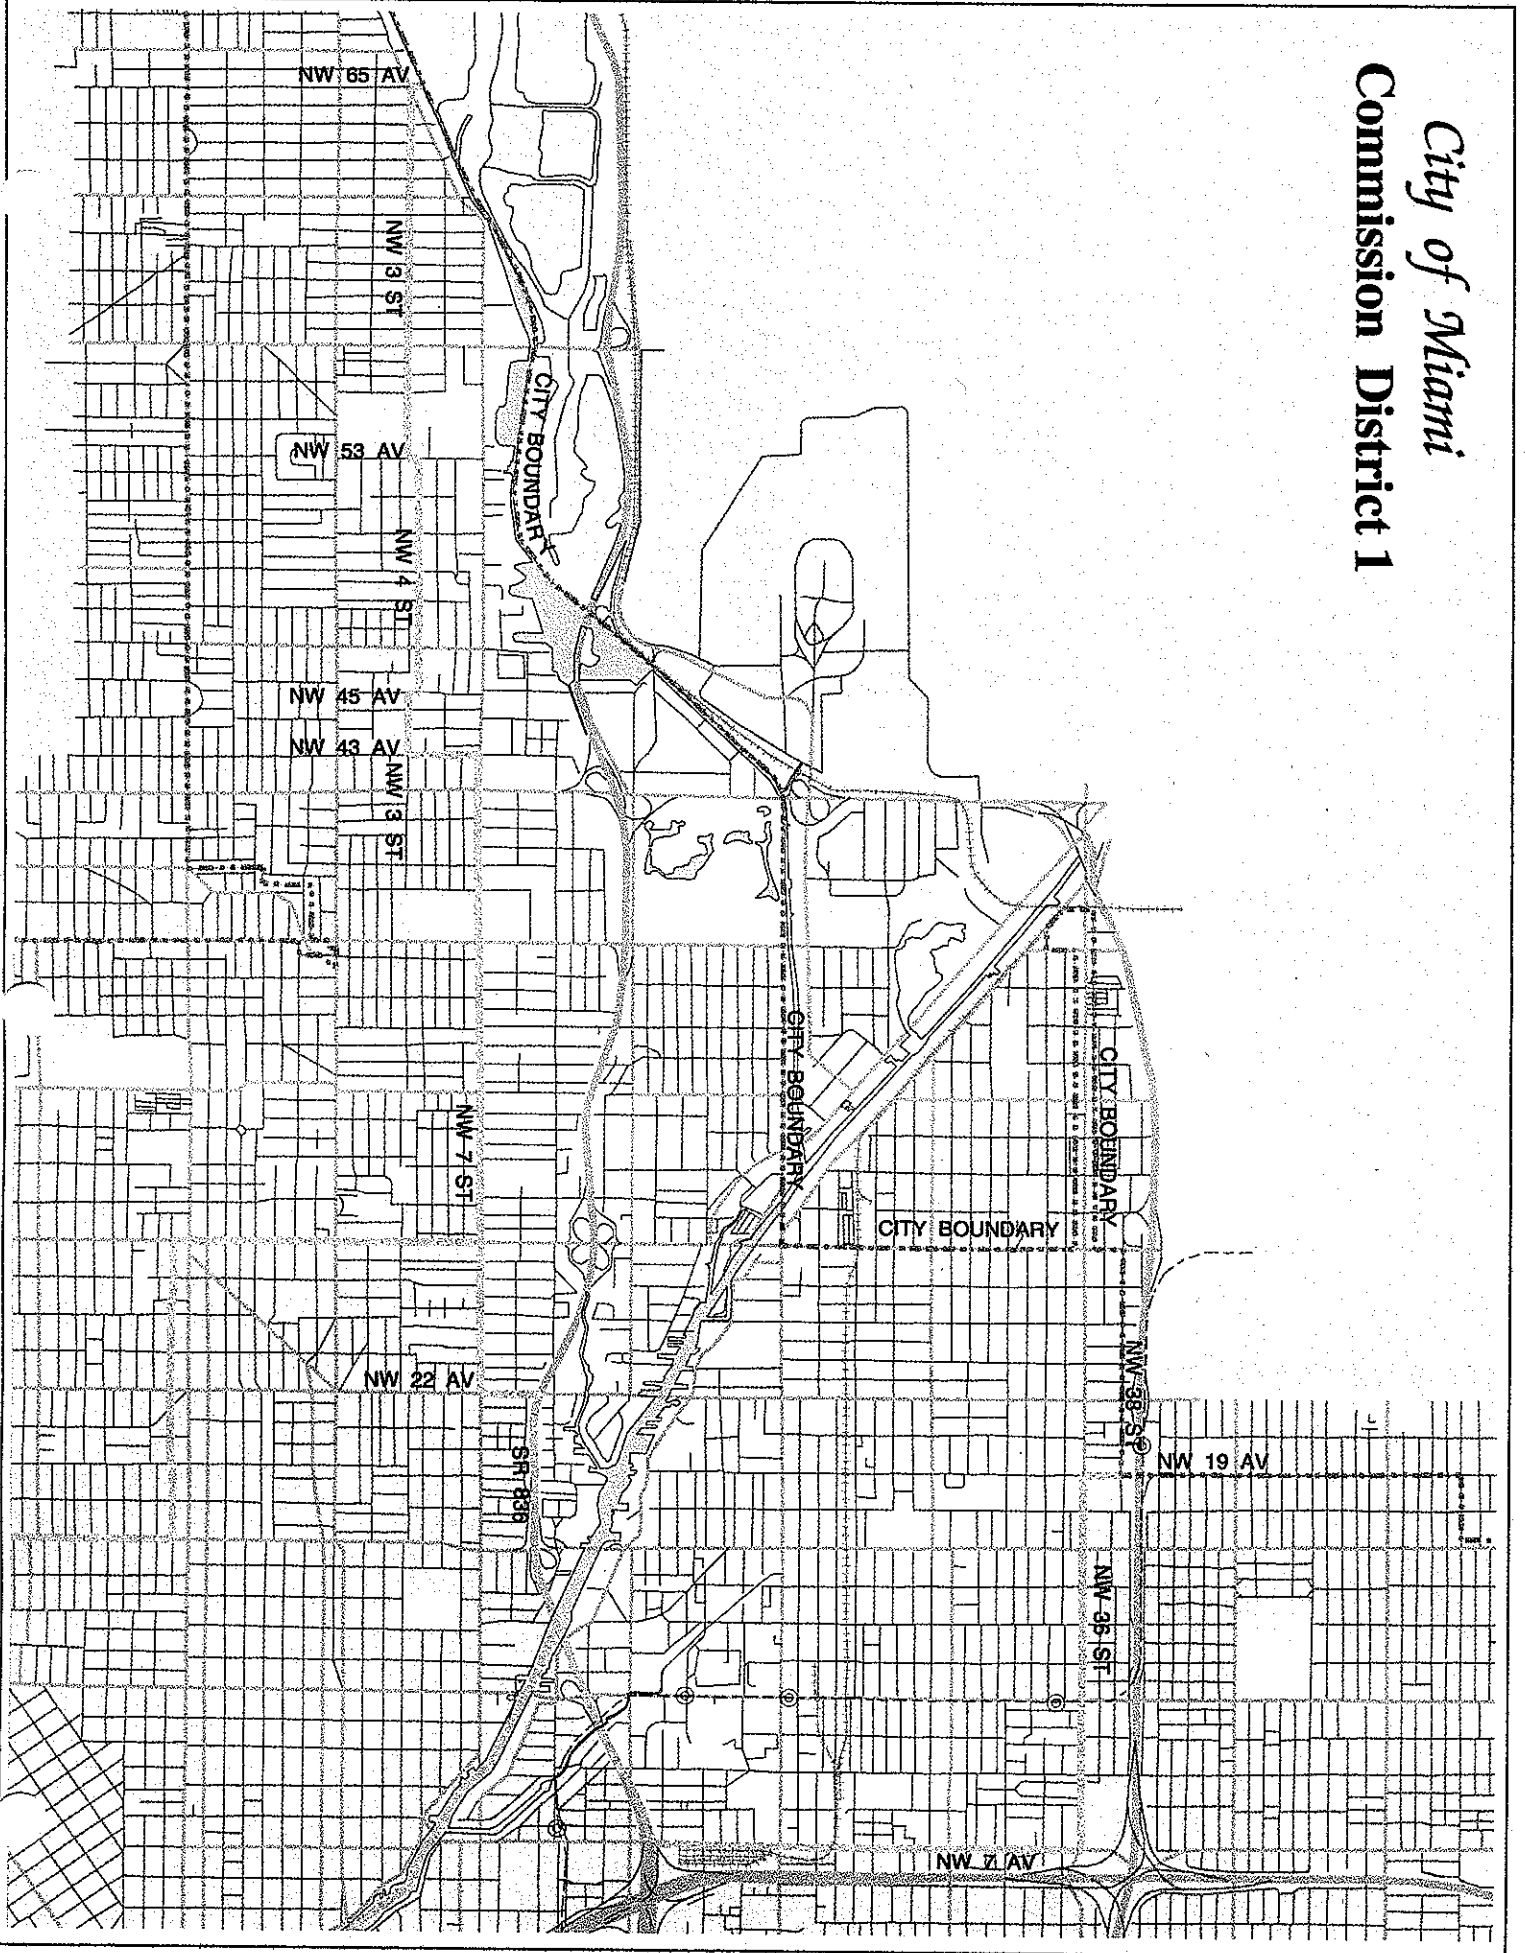 City of Miami
Commission District 1
NW 65 AV
NW 3 ST
CITY BOUNDARY
NW 53 AV
NW 4 ST
NW 45 AV
NW 43 AV
NW 3 ST
CITY BOUNDARY
CITY BOUNDARY
NW 7 ST
CITY BOUNDARY
NW 22 AV
NW 38 ST
SR 836
NW 19 AV
NW 36 ST
NW 7 AV